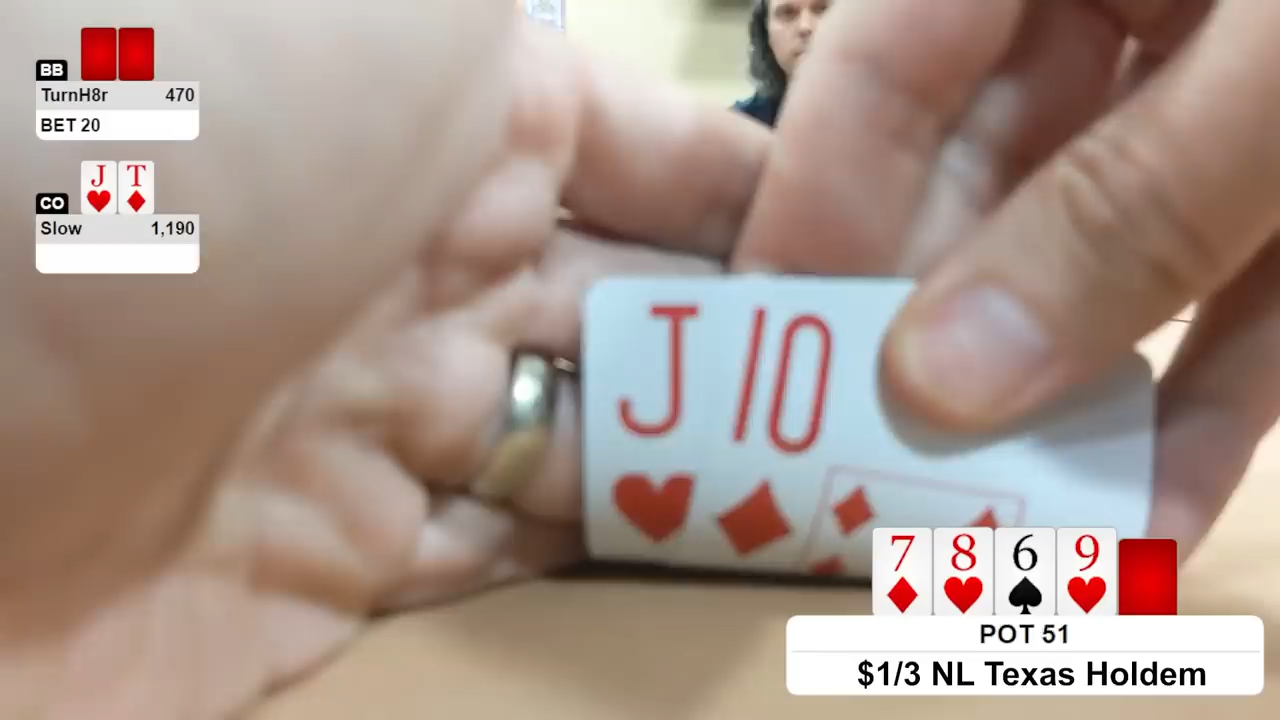 BB
TurnH8r 470
BET 20
J T
CO
Slow 1,190
J 10
7 8 6 9
POT 51
$1/3 NL Texas Holdem